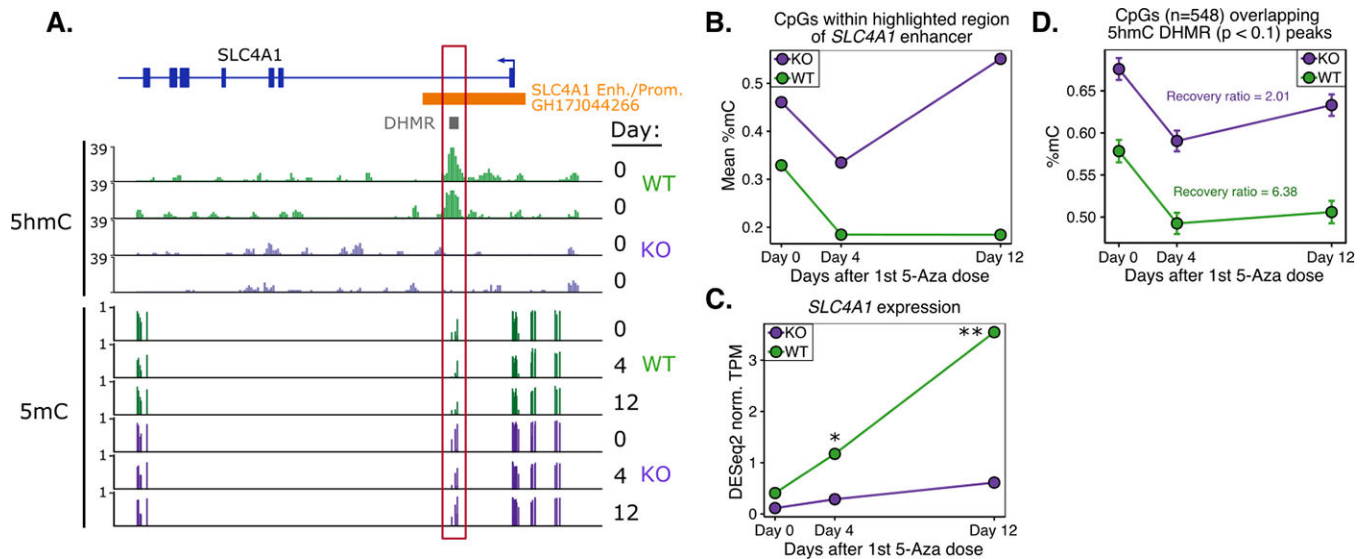 A.
SLC4A1
SLC4A1 Enh./Prom.
GH17J044266
DHMR
Day:
5hmC
39
0
WT
39
0
39
0
KO
39
0
5mC
1
0
1
4
WT
1
12
1
0
1
4
KO
1
12
B.
CpGs within highlighted region
of SLC4A1 enhancer
KO
WT
Mean %mC
0.5
0.4
0.3
0.2
Day 0
Day 4
Day 12
Days after 1st 5-Aza dose
C.
SLC4A1 expression
KO
WT
**
*
DESeq2 norm. TPM
3
2
1
0
Day 0
Day 4
Day 12
Days after 1st 5-Aza dose
D.
CpGs (n=548) overlapping
5hmC DHMR (p < 0.1) peaks
KO
WT
%mC
0.65
0.60
0.55
0.50
Recovery ratio = 2.01
Recovery ratio = 6.38
Day 0
Day 4
Day 12
Days after 1st 5-Aza dose